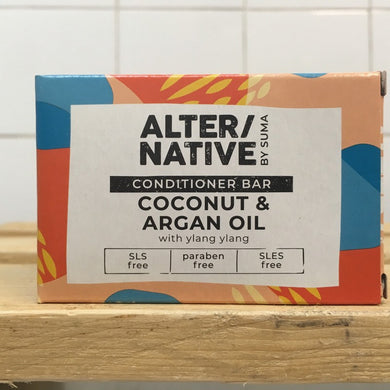 ALTER/
NATIVE
BY SUMA
CONDITIONER BAR
COCONUT &
ARGAN OIL
with ylang ylang
SLS
free
paraben
free
SLES
free